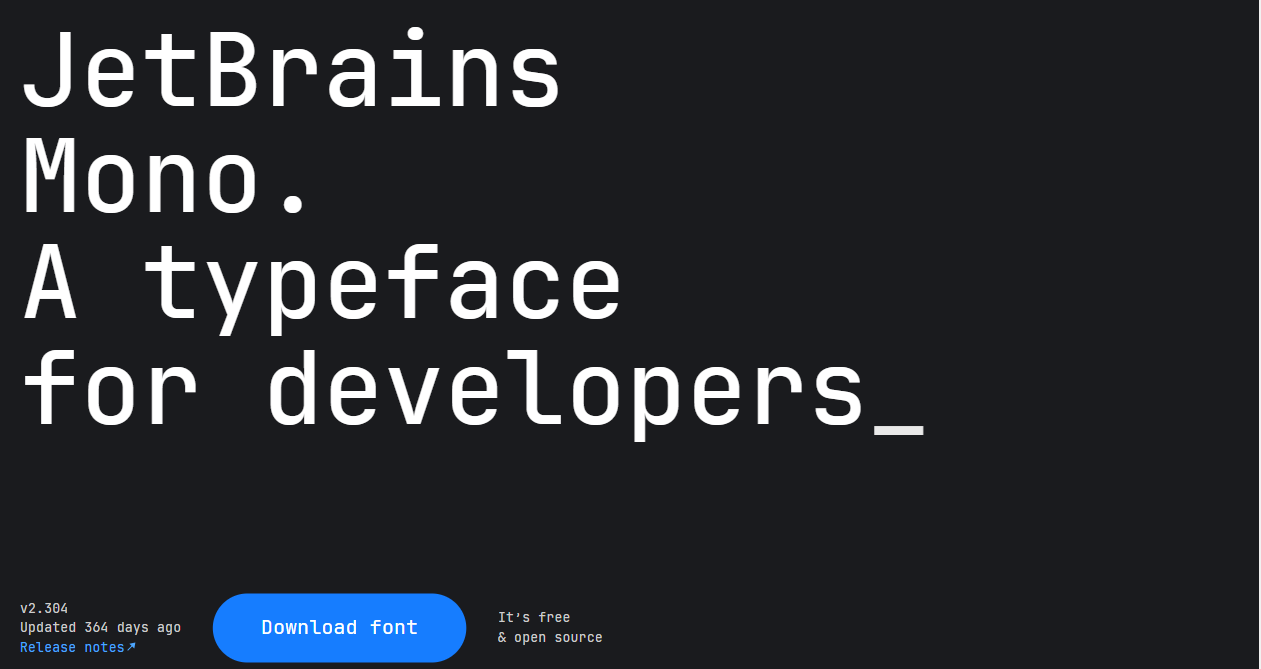 JetBrains
Mono.
A typeface
for developers_
v2.304
Updated 364 days ago
Release notes↗
Download font
It's free
& open source